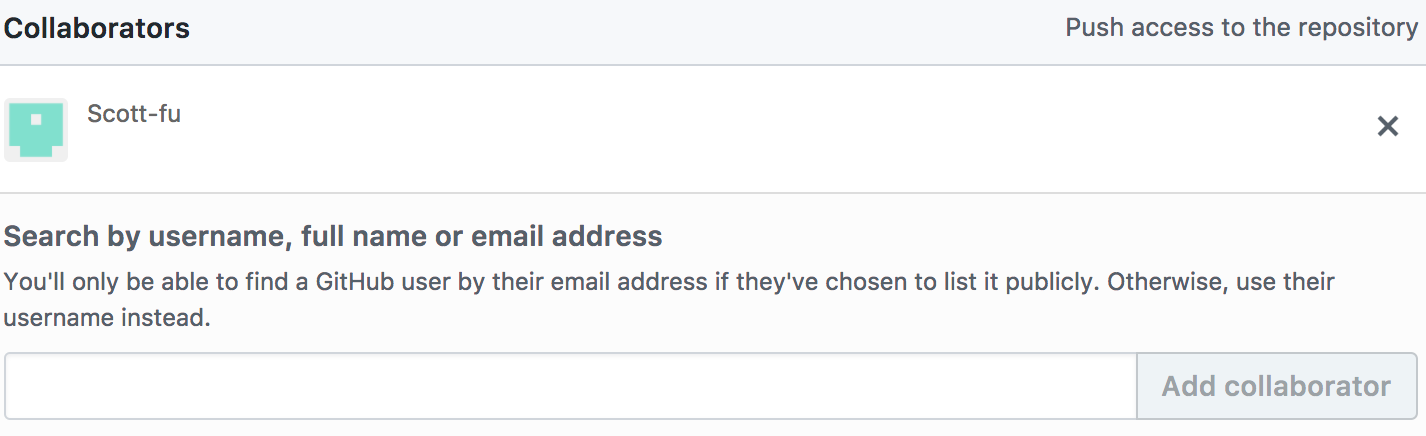 Collaborators
Push access to the repository
Scott-fu
Search by username, full name or email address
You'll only be able to find a GitHub user by their email address if they've chosen to list it publicly. Otherwise, use their
username instead.
Add collaborator